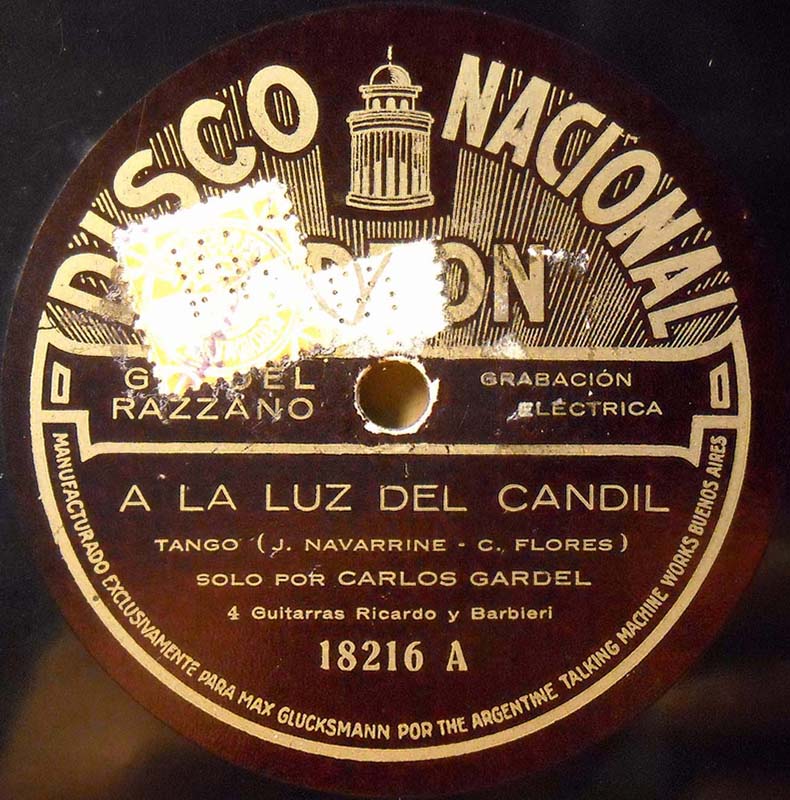 DISCO NACIONAL
GARDEL
RAZZANO
GRABACIÓN
ELÉCTRICA
A LA LUZ DEL CANDIL
TANGO (J. NAVARRINE - C. FLORES)
SOLO POR CARLOS GARDEL
4 Guitarras Ricardo y Barbieri
18216 A
MANUFACTURADO EXCLUSIVAMENTE PARA MAX GLUCKSMANN POR THE ARGENTINE TALKING MACHINE WORKS BUENOS AIRES